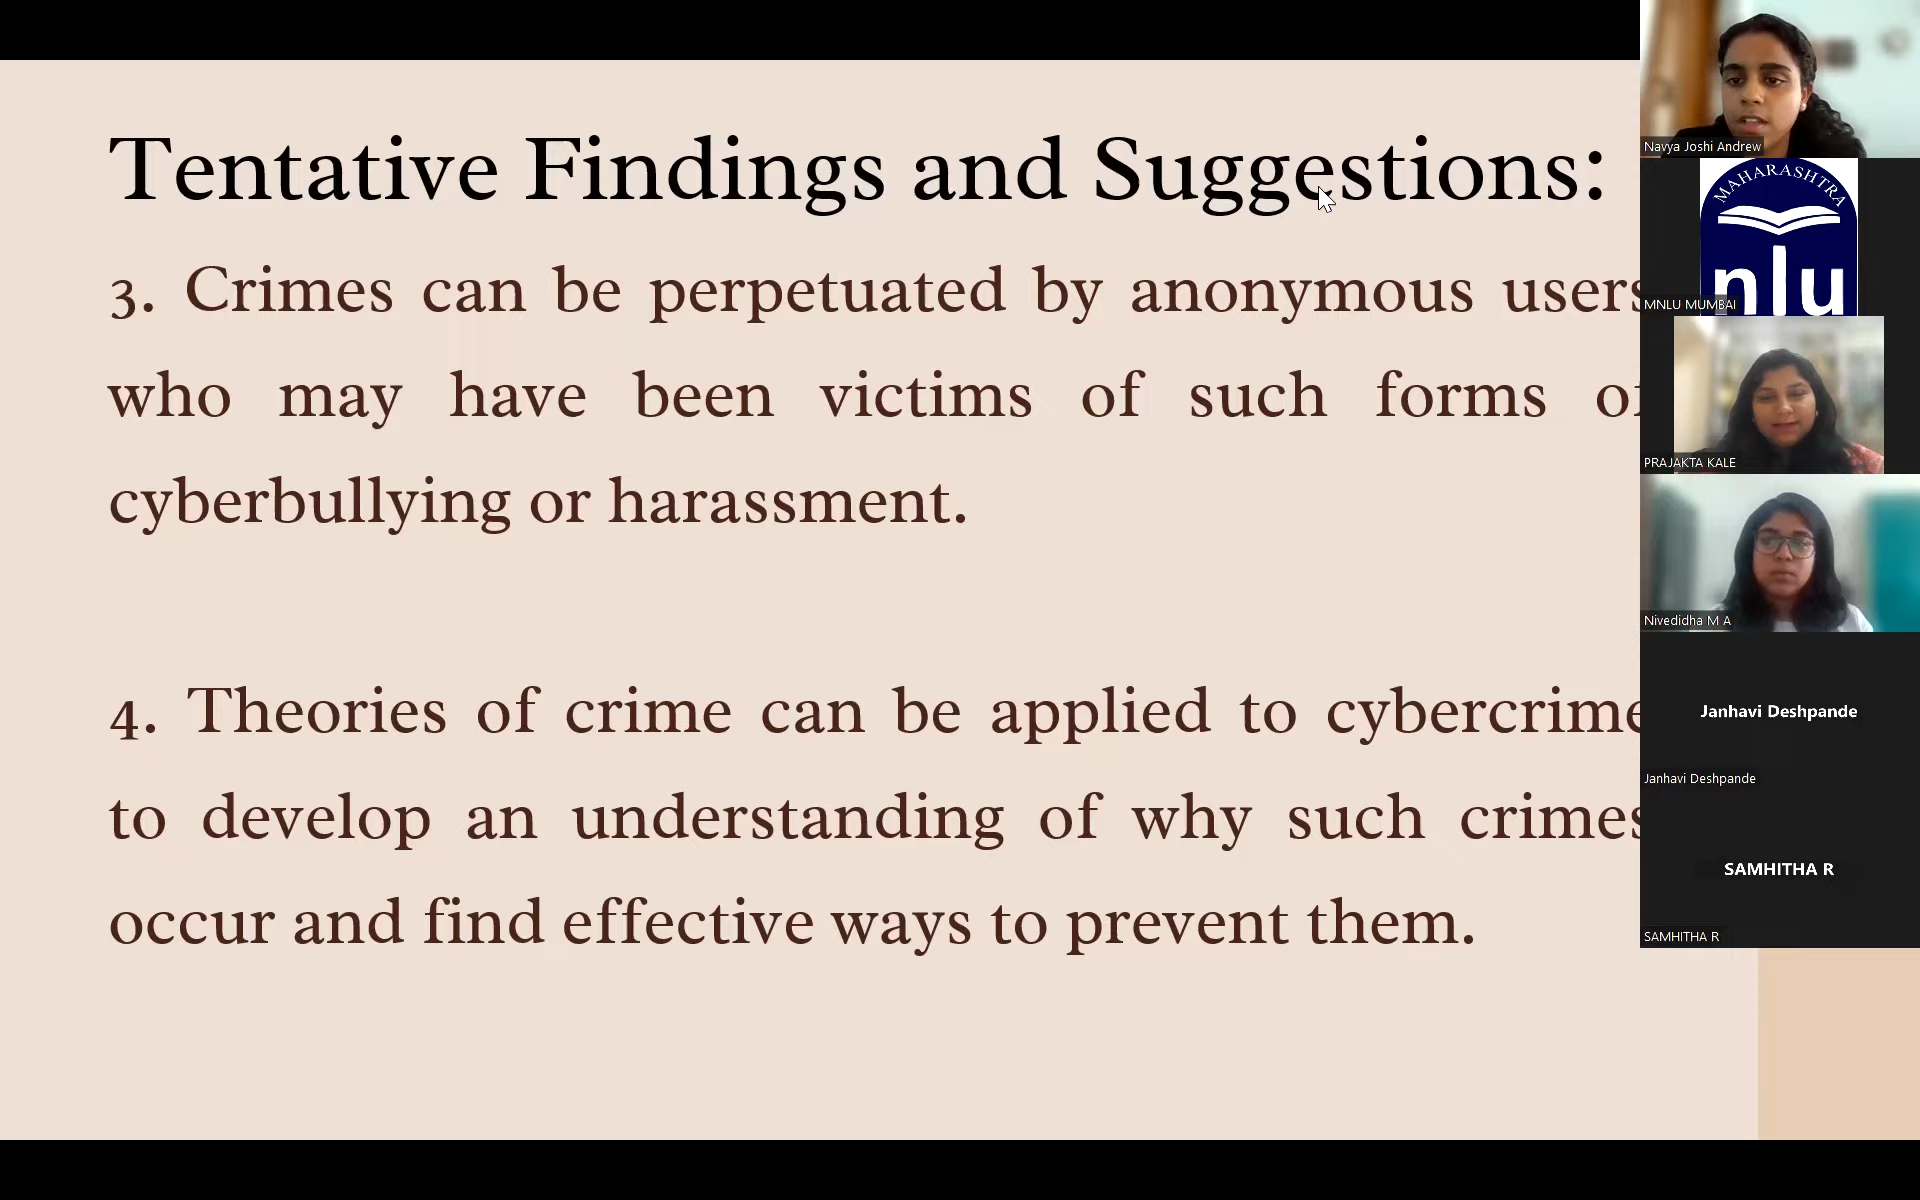 Tentative Findings and Suggestions:
3. Crimes can be perpetuated by anonymous users
who may have been victims of such forms of
cyberbullying or harassment.
4. Theories of crime can be applied to cybercrime
to develop an understanding of why such crimes
occur and find effective ways to prevent them.
Navya Joshi Andrew
MAHARASHTRA
nlu
MNLU MUMBAI
PRAJAKTA KALE
Nivedidha M A
Janhavi Deshpande
Janhavi Deshpande
SAMHITHA R
SAMHITHA R